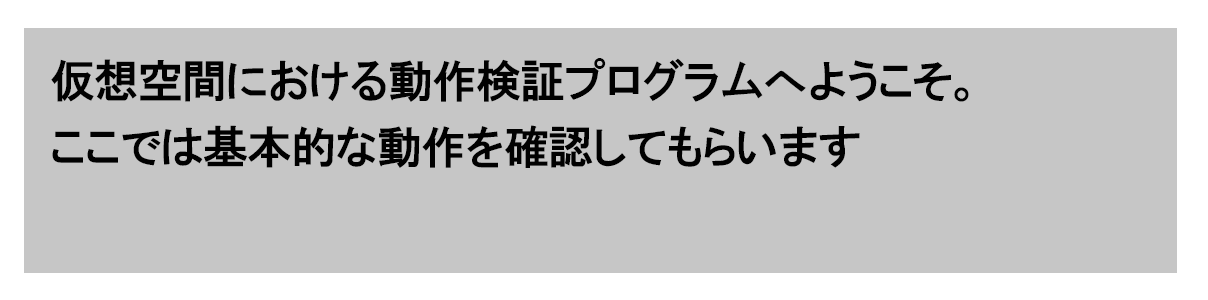 仮想空間における動作検証プログラムへようこそ。
ここでは基本的な動作を確認してもらいます